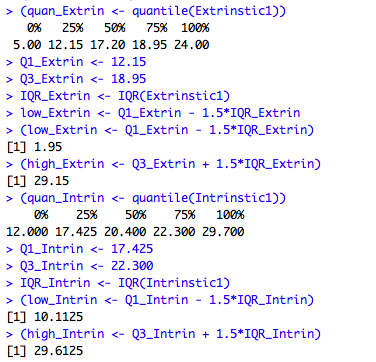 > (quan_Extrin <- quantile(Extrinstic1))
0% 25% 50% 75% 100%
5.00 12.15 17.20 18.95 24.00
> Q1_Extrin <- 12.15
> Q3_Extrin <- 18.95
> IQR_Extrin <- IQR(Extrinstic1)
> low_Extrin <- Q1_Extrin - 1.5*IQR_Extrin
> (low_Extrin <- Q1_Extrin - 1.5*IQR_Extrin)
[1] 1.95
> (high_Extrin <- Q3_Extrin + 1.5*IQR_Extrin)
[1] 29.15
> (quan_Intrin <- quantile(Intrinstic1))
0% 25% 50% 75% 100%
12.000 17.425 20.400 22.300 29.700
> Q1_Intrin <- 17.425
> Q3_Intrin <- 22.300
> IQR_Intrin <- IQR(Intrinstic1)
> (low_Intrin <- Q1_Intrin - 1.5*IQR_Intrin)
[1] 10.1125
> (high_Intrin <- Q3_Intrin + 1.5*IQR_Intrin)
[1] 29.6125